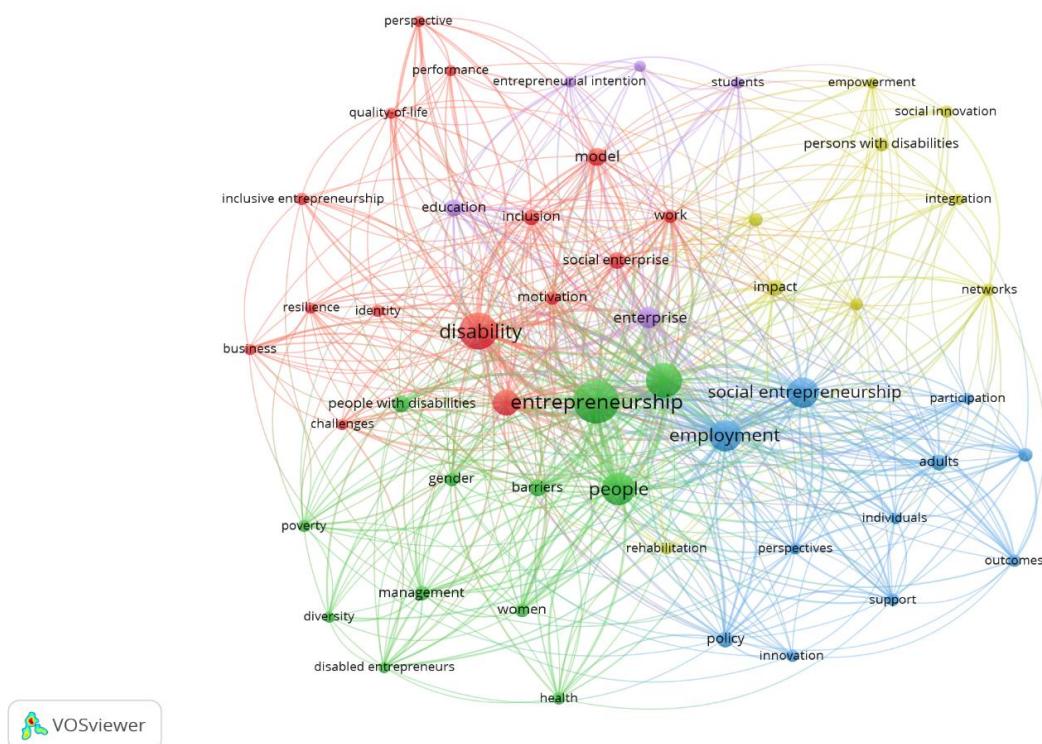 perspective
performance
entrepreneurial intention
students
empowerment
quality-of-life
social innovation
persons with disabilities
model
inclusive entrepreneurship
education
inclusion
work
integration
social enterprise
motivation
impact
networks
resilience
identity
enterprise
disability
business
people with disabilities
entrepreneurship
social entrepreneurship
participation
challenges
employment
adults
gender
barriers
people
individuals
poverty
rehabilitation
perspectives
outcomes
management
women
support
diversity
policy
innovation
disabled entrepreneurs
health
VOSviewer